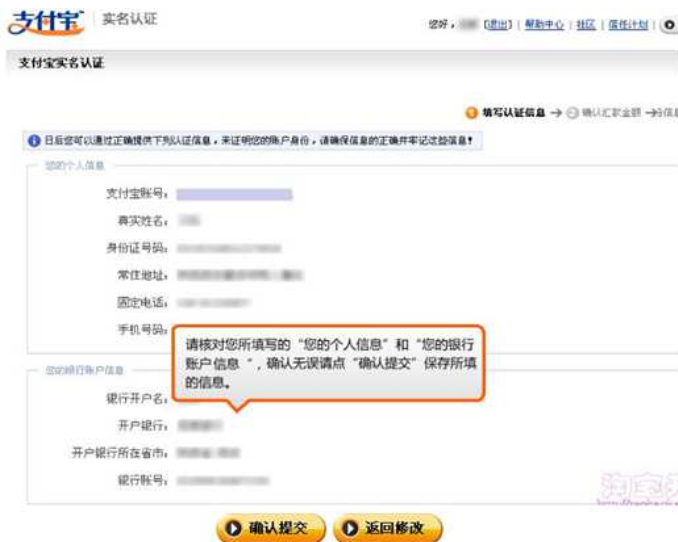 支付宝 实名认证
您好， [退出] | 帮助中心 | 社区 | 信任计划 |
支付宝实名认证
1 填写认证信息 → 2 确认汇款金额 →
日后您可以通过正确提供下列认证信息，来证明您的账户身份，请确保信息的正确并牢记这些信息！
您的个人信息
支付宝账号：
真实姓名：
身份证号码：
常住地址：
固定电话：
手机号码：
请核对您所填写的“您的个人信息”和“您的银行
账户信息“，确认无误请点“确认提交”保存所填
的信息。
您的银行账户信息
银行开户名：
开户银行：
开户银行所在省市：
银行账号：
淘宝
确认提交 返回修改